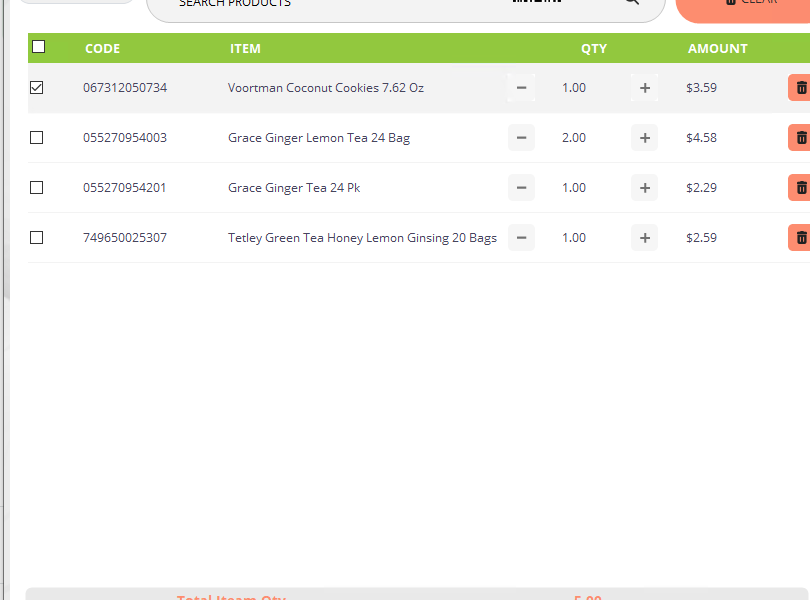 SEARCH PRODUCTS CLEAR
CODE ITEM QTY AMOUNT
067312050734 Voortman Coconut Cookies 7.62 Oz 1.00 $3.59
055270954003 Grace Ginger Lemon Tea 24 Bag 2.00 $4.58
055270954201 Grace Ginger Tea 24 Pk 1.00 $2.29
749650025307 Tetley Green Tea Honey Lemon Ginsing 20 Bags 1.00 $2.59
Total Iteam Qty 5.00